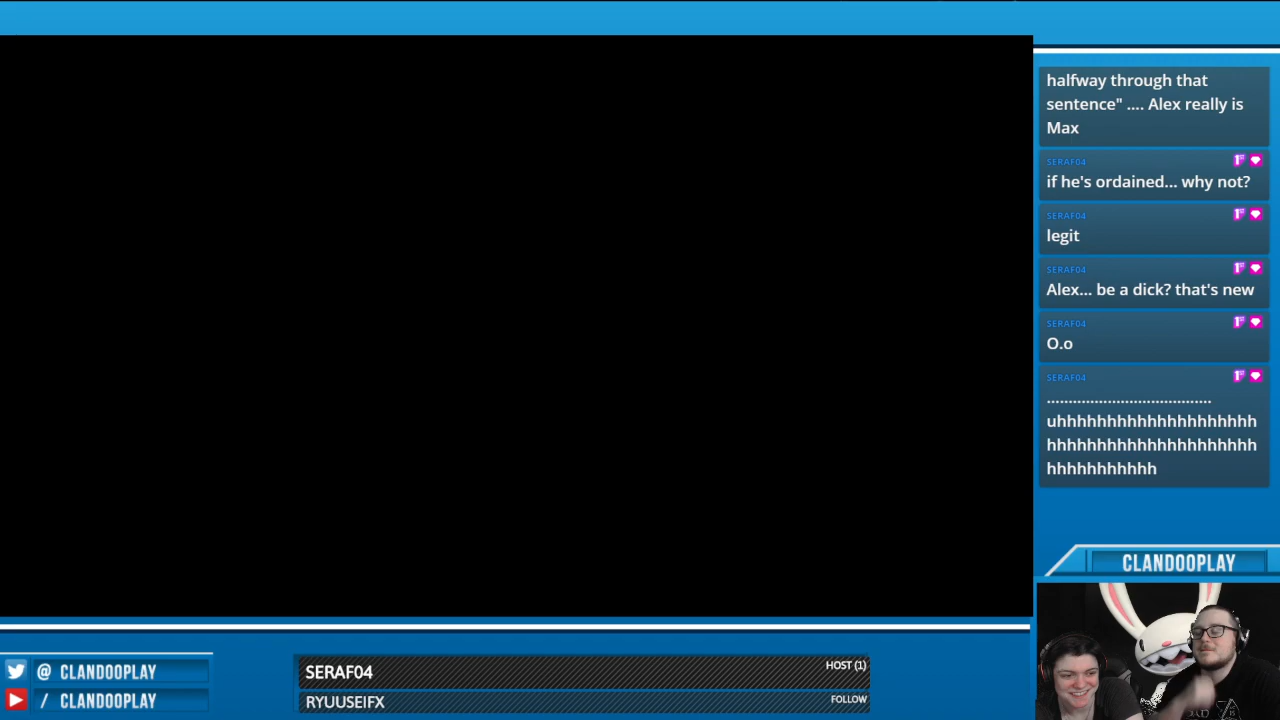 halfway through that
sentence" .... Alex really is
Max
SERAF04
if he's ordained... why not?
SERAF04
legit
SERAF04
Alex... be a dick? that's new
SERAF04
O.o
SERAF04
.....................................
uhhhhhhhhhhhhhhhhhhhh
hhhhhhhhhhhhhhhhhhhhh
hhhhhhhhhhh
CLANDOOPLAY
@ CLANDOOPLAY
/ CLANDOOPLAY
SERAF04 HOST (1)
RYUUSEIFX FOLLOW